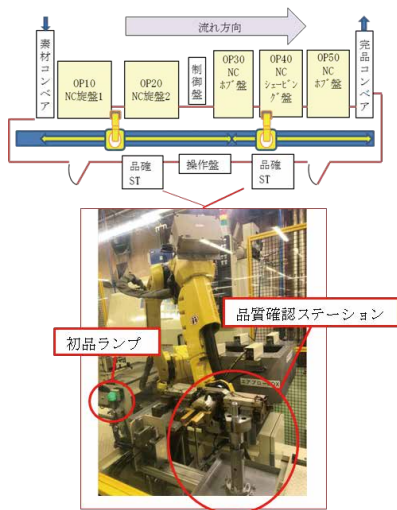 流れ方向
素材コンベア
完品コンベア
OP10
NC旋盤1
OP20
NC旋盤2
制御盤
OP30
NC
ホブ盤
OP40
NC
シェービン
グ盤
OP50
NC
ホブ盤
品確
ST
操作盤
品確
ST
品質確認ステーション
初品ランプ